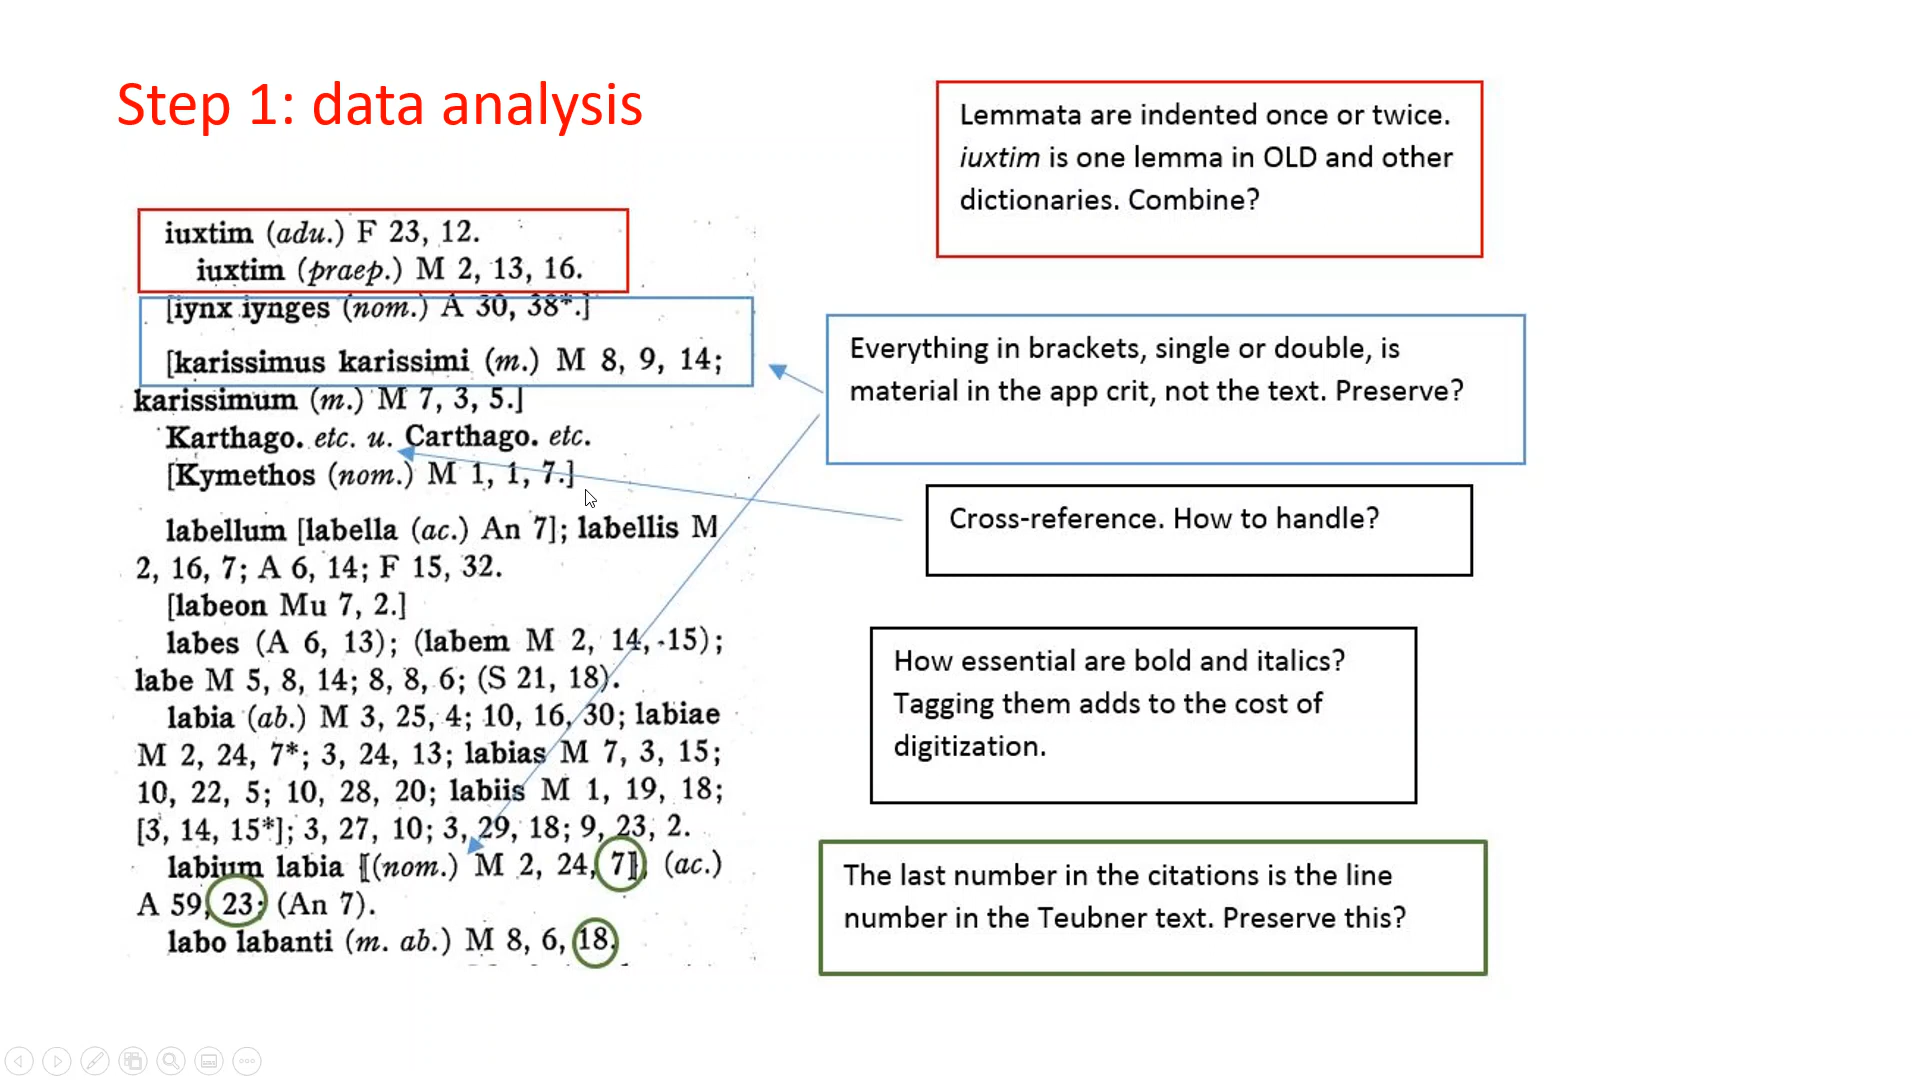 Step 1: data analysis
iuxtim (adu.) F 23, 12.
iuxtim (praep.) M 2, 13, 16.
[iynx iynges (nom.) A 30, 38*.]
[karissimus karissimi (m.) M 8, 9, 14;
karissimum (m.) M 7, 3, 5.]
Karthago. etc. u. Carthago. etc.
[Kymethos (nom.) M 1, 1, 7.]
labellum [labella (ac.) An 7]; labellis M
2, 16, 7; A 6, 14; F 15, 32.
[labeon Mu 7, 2.]
labes (A 6, 13); (labem M 2, 14, 15);
labe M 5, 8, 14; 8, 8, 6; (S 21, 18).
labia (ab.) M 3, 25, 4; 10, 16, 30; labiae
M 2, 24, 7*; 3, 24, 13; labias M 7, 3, 15;
10, 22, 5; 10, 28, 20; labiis M 1, 19, 18;
[3, 14, 15*]; 3, 27, 10; 3, 29, 18; 9, 23, 2.
labium labia ⟦(nom.) M 2, 24, 7⟧, (ac.)
A 59, 23; (An 7).
labo labanti (m. ab.) M 8, 6, 18.
Lemmata are indented once or twice.
iuxtim is one lemma in OLD and other
dictionaries. Combine?
Everything in brackets, single or double, is
material in the app crit, not the text. Preserve?
Cross-reference. How to handle?
How essential are bold and italics?
Tagging them adds to the cost of
digitization.
The last number in the citations is the line
number in the Teubner text. Preserve this?